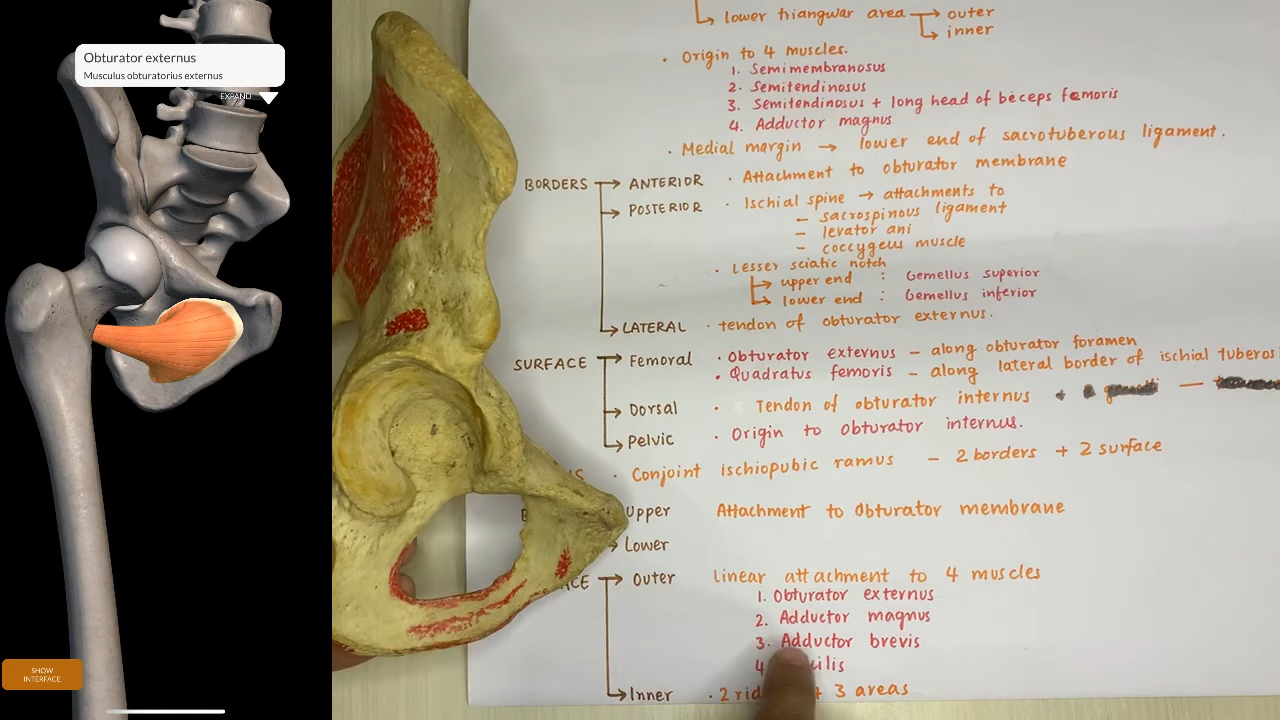 Obturator externus
Musculus obturatorius externus
EXPAND
SHOW
INTERFACE
lower triangular area → outer
inner
· Origin to 4 muscles.
1. Semimembranosus
2. Semitendinosus
3. Semitendinosus + long head of biceps femoris
4. Adductor magnus
· Medial margin → lower end of sacrotuberous ligament.
BORDERS → ANTERIOR · Attachment to obturator membrane
→ POSTERIOR · Ischial spine → attachments to
- sacrospinous ligament
- levator ani
- coccygeus muscle
· Lesser sciatic notch
→ upper end : Gemellus superior
→ lower end : Gemellus inferior
→ LATERAL · tendon of obturator externus.
SURFACE → Femoral · Obturator externus - along obturator foramen
· Quadratus femoris - along lateral border of ischial
→ Dorsal · Tendon of obturator internus
→ Pelvic · Origin to obturator internus.
· Conjoint ischiopubic ramus - 2 borders + 2 surface
Upper Attachment to Obturator membrane
→ Lower
→ Outer linear attachment to 4 muscles
1. Obturator externus
2. Adductor magnus
3. Adductor brevis
4
→ Inner · 2 + 3 areas